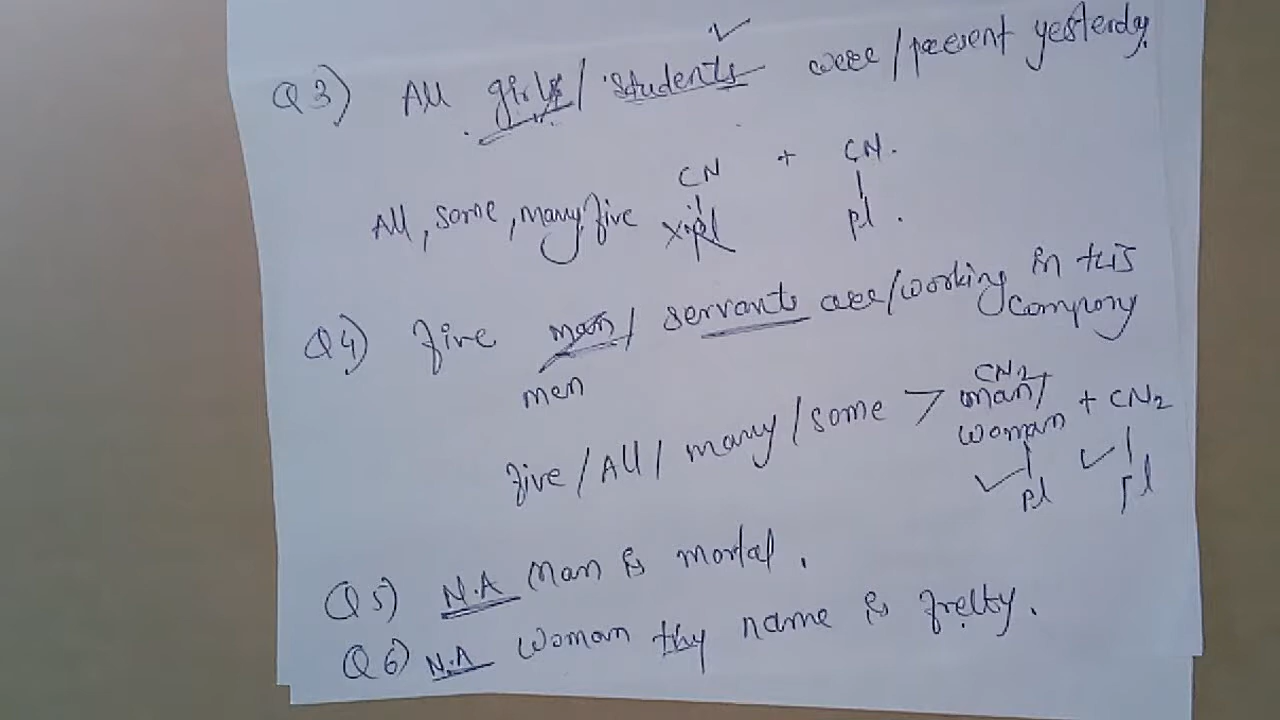 Q3) All girls/ students were/present yesterday.
CN + CN.
All, some, many, five x pl pl.
Q4) five man/ servants are/working in this company
men
five/All/many/some > CN2 man/woman + CN2
pl pl
Q5) N.A Man is mortal.
Q6) N.A Woman thy name is frelty.